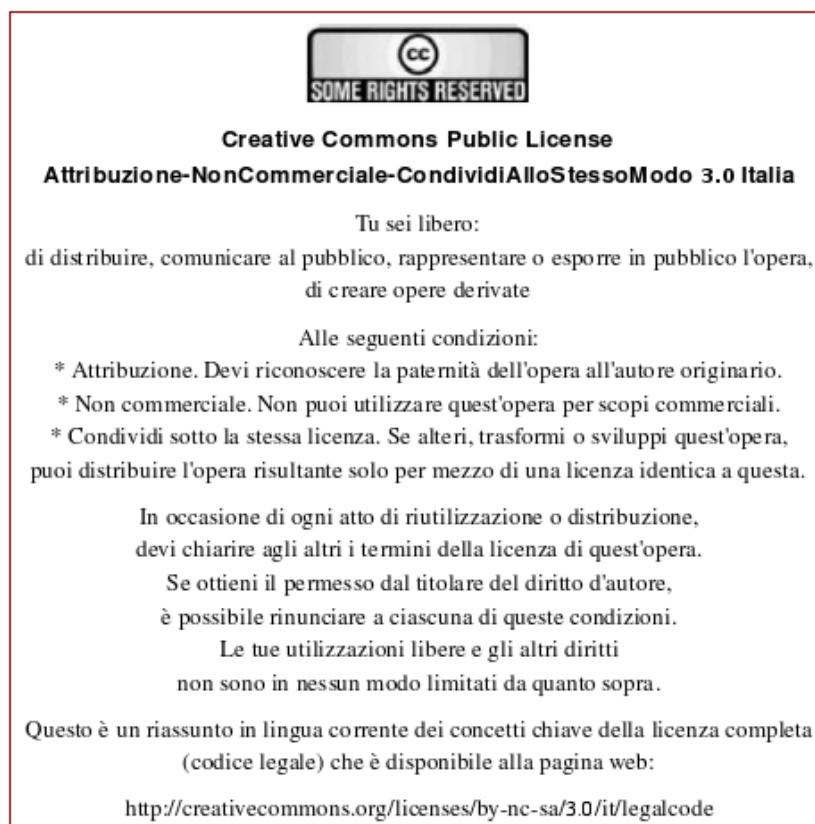 cc
SOME RIGHTS RESERVED
Creative Commons Public License
Attribuzione-NonCommerciale-CondividiAlloStessoModo 3.0 Italia
Tu sei libero:
di distribuire, comunicare al pubblico, rappresentare o esporre in pubblico l'opera,
di creare opere derivate
Alle seguenti condizioni:
* Attribuzione. Devi riconoscere la paternità dell'opera all'autore originario.
* Non commerciale. Non puoi utilizzare quest'opera per scopi commerciali.
* Condividi sotto la stessa licenza. Se alteri, trasformi o sviluppi quest'opera,
puoi distribuire l'opera risultante solo per mezzo di una licenza identica a questa.
In occasione di ogni atto di riutilizzazione o distribuzione,
devi chiarire agli altri i termini della licenza di quest'opera.
Se ottieni il permesso dal titolare del diritto d'autore,
è possibile rinunciare a ciascuna di queste condizioni.
Le tue utilizzazioni libere e gli altri diritti
non sono in nessun modo limitati da quanto sopra.
Questo è un riassunto in lingua corrente dei concetti chiave della licenza completa
(codice legale) che è disponibile alla pagina web:
http://creativecommons.org/licenses/by-nc-sa/3.0/it/legalcode